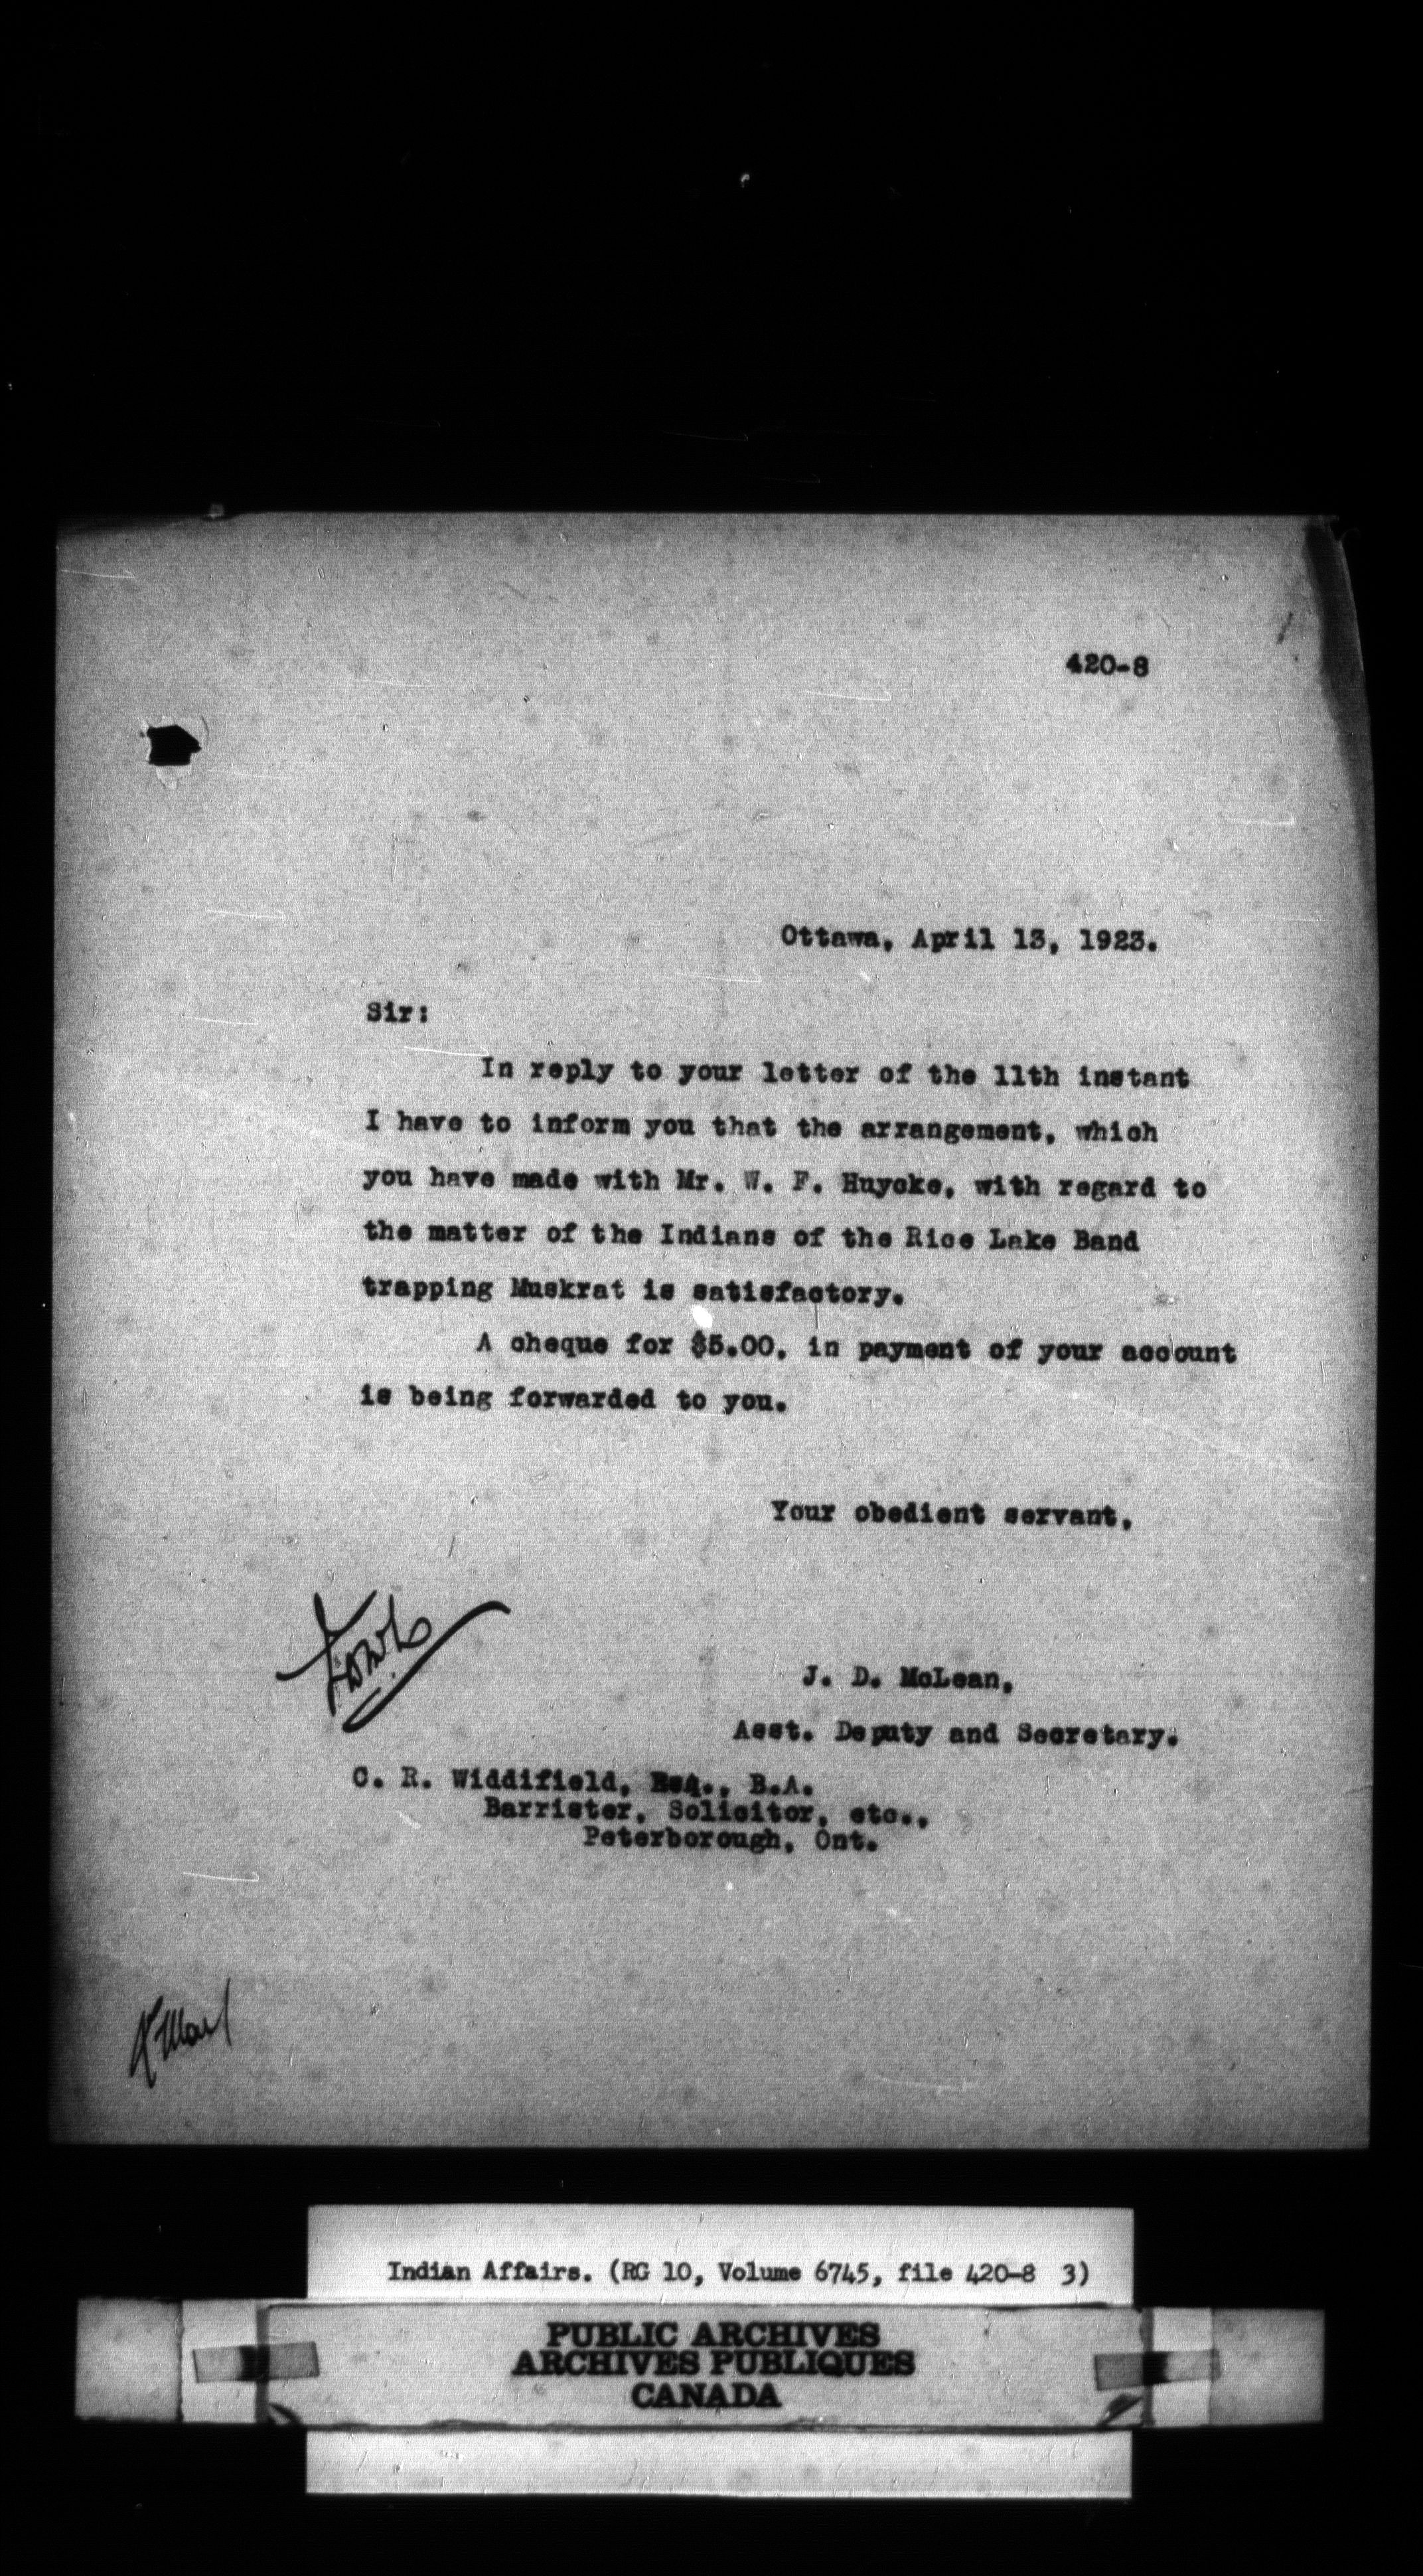 420-8
Ottawa, April 13, 1923.
Sir:
In reply to your letter of the 11th instant
I have to inform you that the arrangement, which
you have made with Mr. W. F. Huycke, with regard to
the matter of the Indians of the Rice Lake Band
trapping Muskrat is satisfactory.
A cheque for $5.00, in payment of your account
is being forwarded to you.
Your obedient servant,
J. D. McLean,
Asst. Deputy and Secretary.
C. R. Widdifield, Esq., B.A.
Barrister, Solicitor, etc.,
Peterborough, Ont.
Indian Affairs. (RG 10, Volume 6745, file 420-8 3)
PUBLIC ARCHIVES
ARCHIVES PUBLIQUES
CANADA